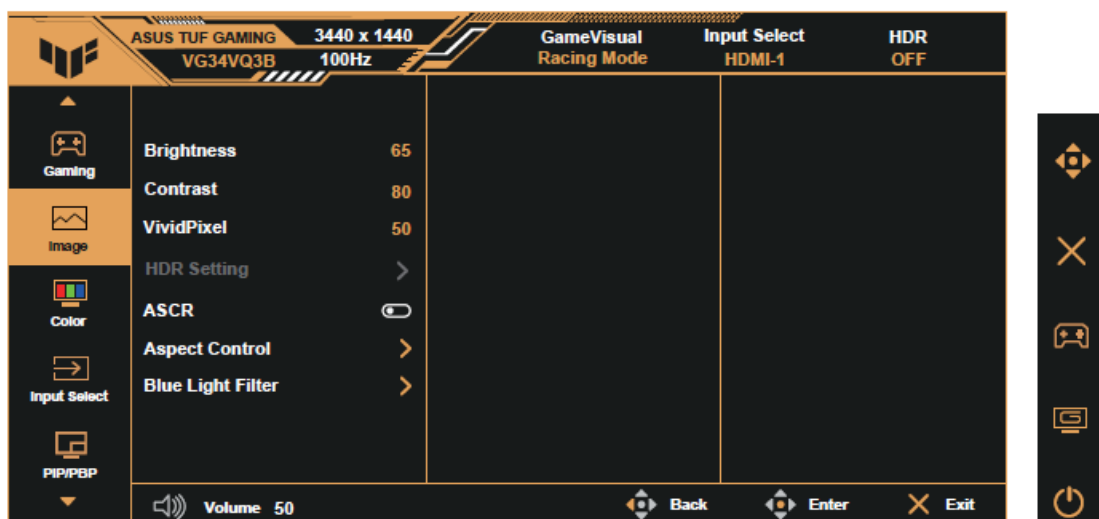 ASUS TUF GAMING 3440 x 1440 GameVisual Input Select HDR
VG34VQ3B 100Hz Racing Mode HDMI-1 OFF
Gaming
Image
Color
Input Select
PIP/PBP
Brightness 65
Contrast 80
VividPixel 50
HDR Setting
ASCR
Aspect Control
Blue Light Filter
Volume 50 Back Enter Exit